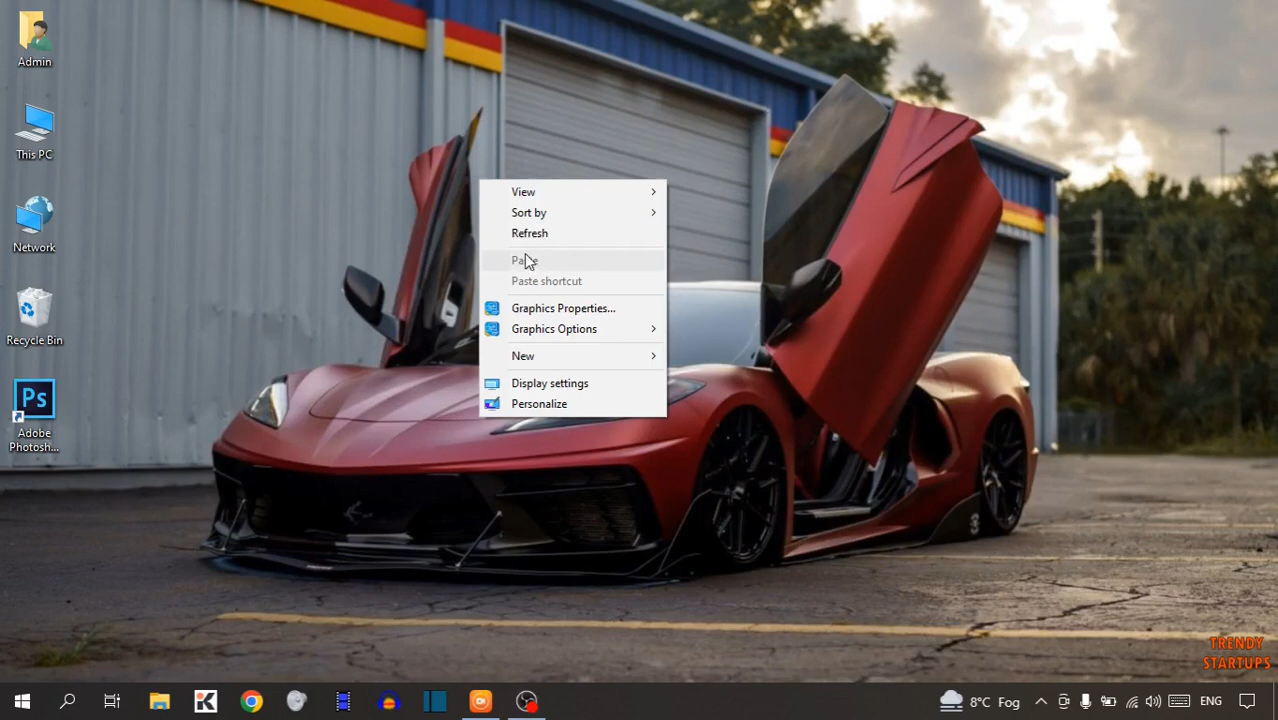 Admin
This PC
Network
Recycle Bin
Ps
Adobe
Photosh...
View
Sort by
Refresh
Paste shortcut
Graphics Properties...
Graphics Options
New
Display settings
Personalize
TRENDY
STARTUPS
K
8°C Fog
ENG